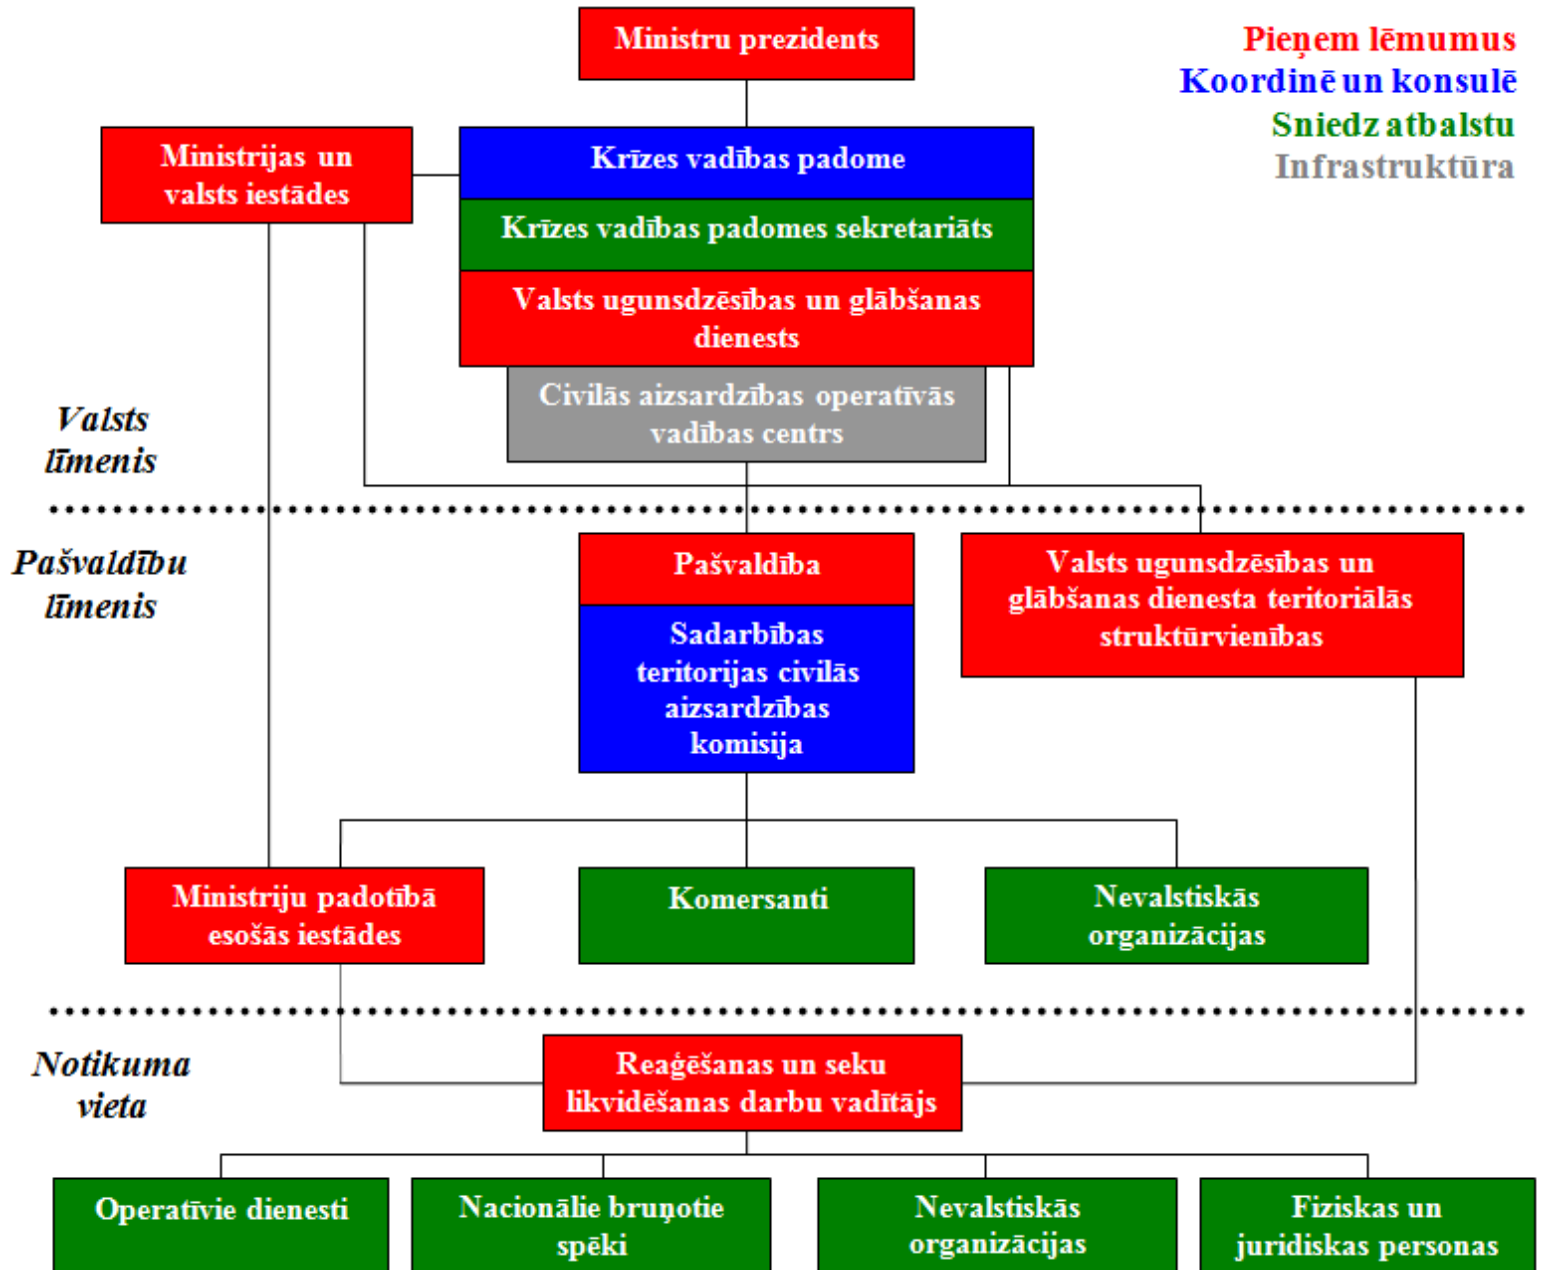 Ministru prezidents
Pieņem lēmumus
Koordinē un konsulē
Sniedz atbalstu
Infrastruktūra
Ministrijas un
valsts iestādes
Krīzes vadības padome
Krīzes vadības padomes sekretariāts
Valsts ugunsdzēsības un glābšanas
dienests
Civilās aizsardzības operatīvās
vadības centrs
Valsts
līmenis
Pašvaldību
līmenis
Pašvaldība
Sadarbības
teritorijas civilās
aizsardzības
komisija
Valsts ugunsdzēsības un
glābšanas dienesta teritoriālās
struktūrvienības
Ministriju padotībā
esošās iestādes
Komersanti
Nevalstiskās
organizācijas
Notikuma
vieta
Reaģēšanas un seku
likvidēšanas darbu vadītājs
Operatīvie dienesti
Nacionālie bruņotie
spēki
Nevalstiskās
organizācijas
Fiziskas un
juridiskas personas